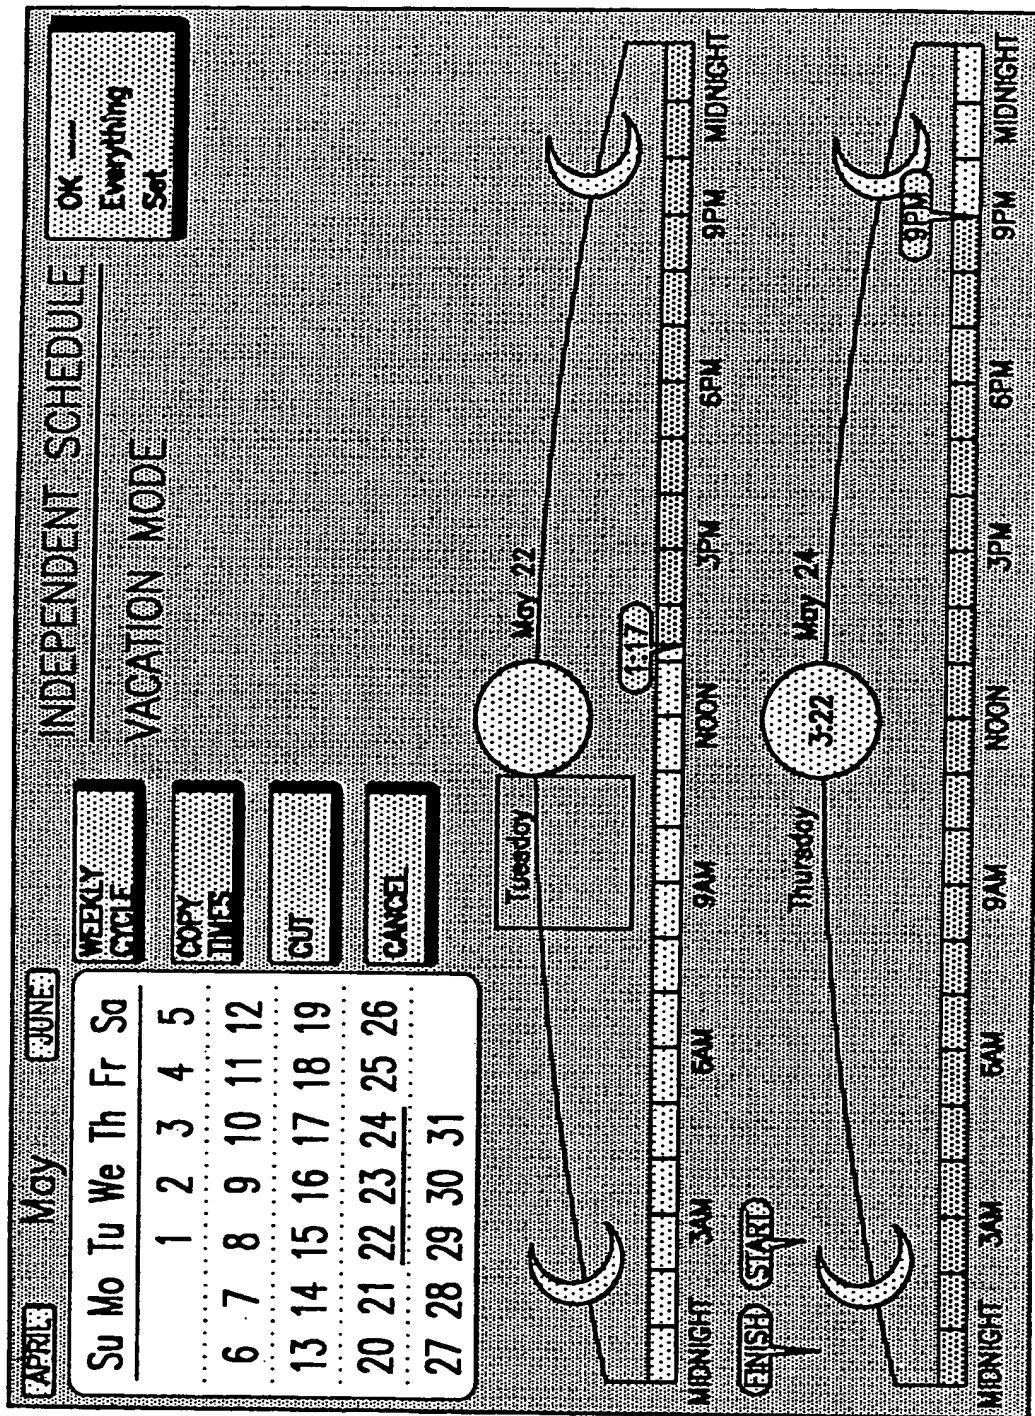 APRIL May JUNE
Su Mo Tu We Th Fr Sa
1 2 3 4 5
6 7 8 9 10 11 12
13 14 15 16 17 18 19
20 21 22 23 24 25 26
27 28 29 30 31
WEEKLY
CYCLE
COPY
TIMES
CUT
CANCEL
INDEPENDENT SCHEDULE
VACATION MODE
OK —
Everything
Set
Tuesday May 22
1:17
MIDNIGHT 3AM 6AM 9AM NOON 3PM 6PM 9PM MIDNIGHT
FINISH START
Thursday 3:22 May 24
9PM
MIDNIGHT 3AM 6AM 9AM NOON 3PM 6PM 9PM MIDNIGHT